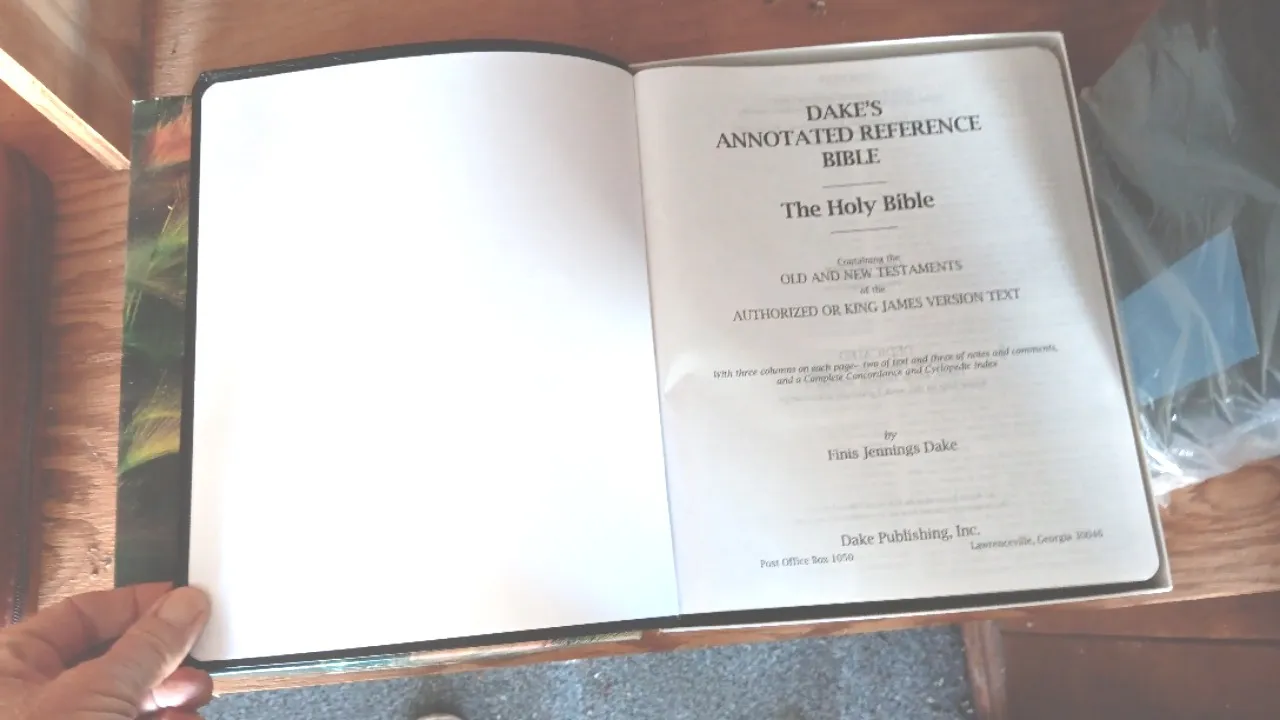 DAKE'S
ANNOTATED REFERENCE
BIBLE
The Holy Bible
Containing the
OLD AND NEW TESTAMENTS
of the
AUTHORIZED OR KING JAMES VERSION TEXT
With three columns on each page– two of text and three of notes and comments,
and a Complete Concordance and Cyclopedic Index
by
Finis Jennings Dake
Dake Publishing, Inc.
Post Office Box 1050 Lawrenceville, Georgia 30046